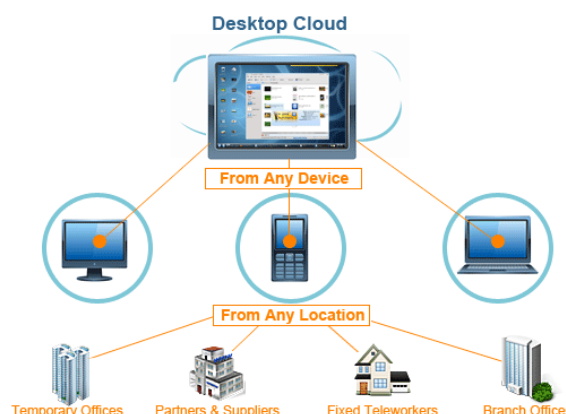 Desktop Cloud
From Any Device
From Any Location
Temporary Offices
Partners & Suppliers
Fixed Teleworkers
Branch Office